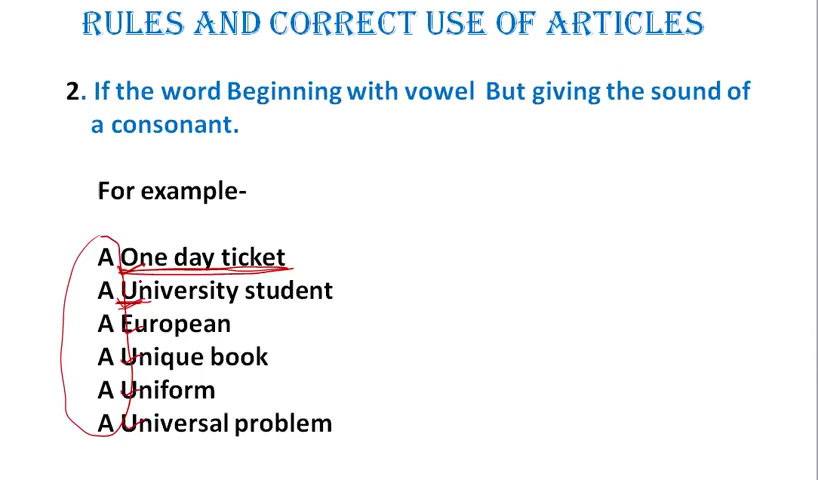 RULES AND CORRECT USE OF ARTICLES
2. If the word Beginning with vowel But giving the sound of
a consonant.
For example-
A One day ticket
A University student
A European
A Unique book
A Uniform
A Universal problem